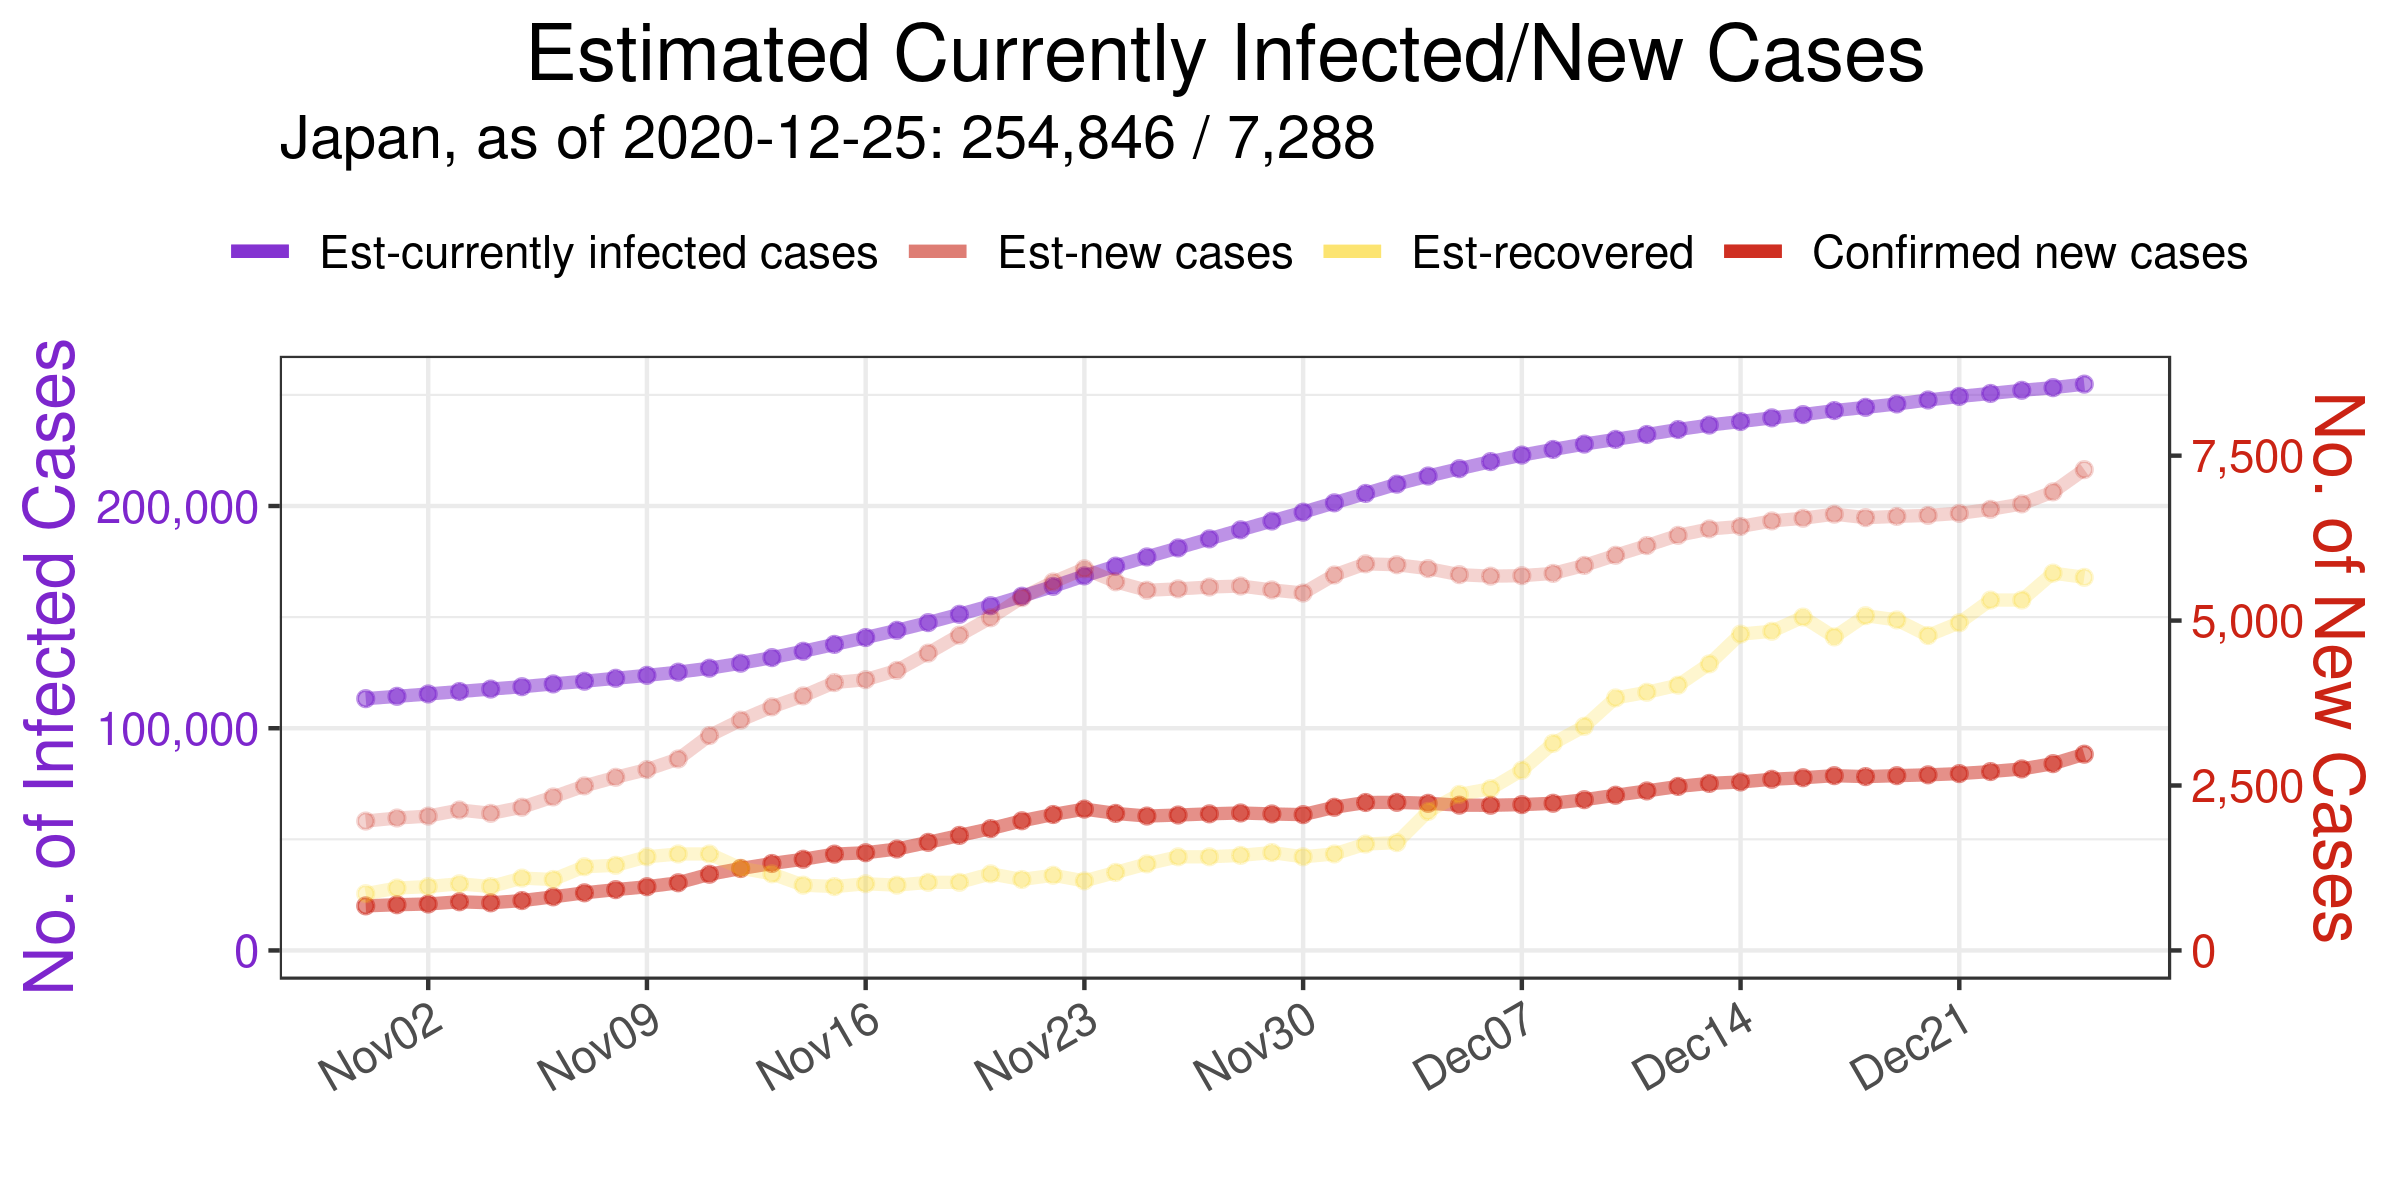 Estimated Currently Infected/New Cases
Japan, as of 2020-12-25: 254,846 / 7,288
Est-currently infected cases Est-new cases Est-recovered Confirmed new cases
No. of Infected Cases
200,000
100,000
0
7,500
5,000
2,500
0
No. of New Cases
Nov02 Nov09 Nov16 Nov23 Nov30 Dec07 Dec14 Dec21